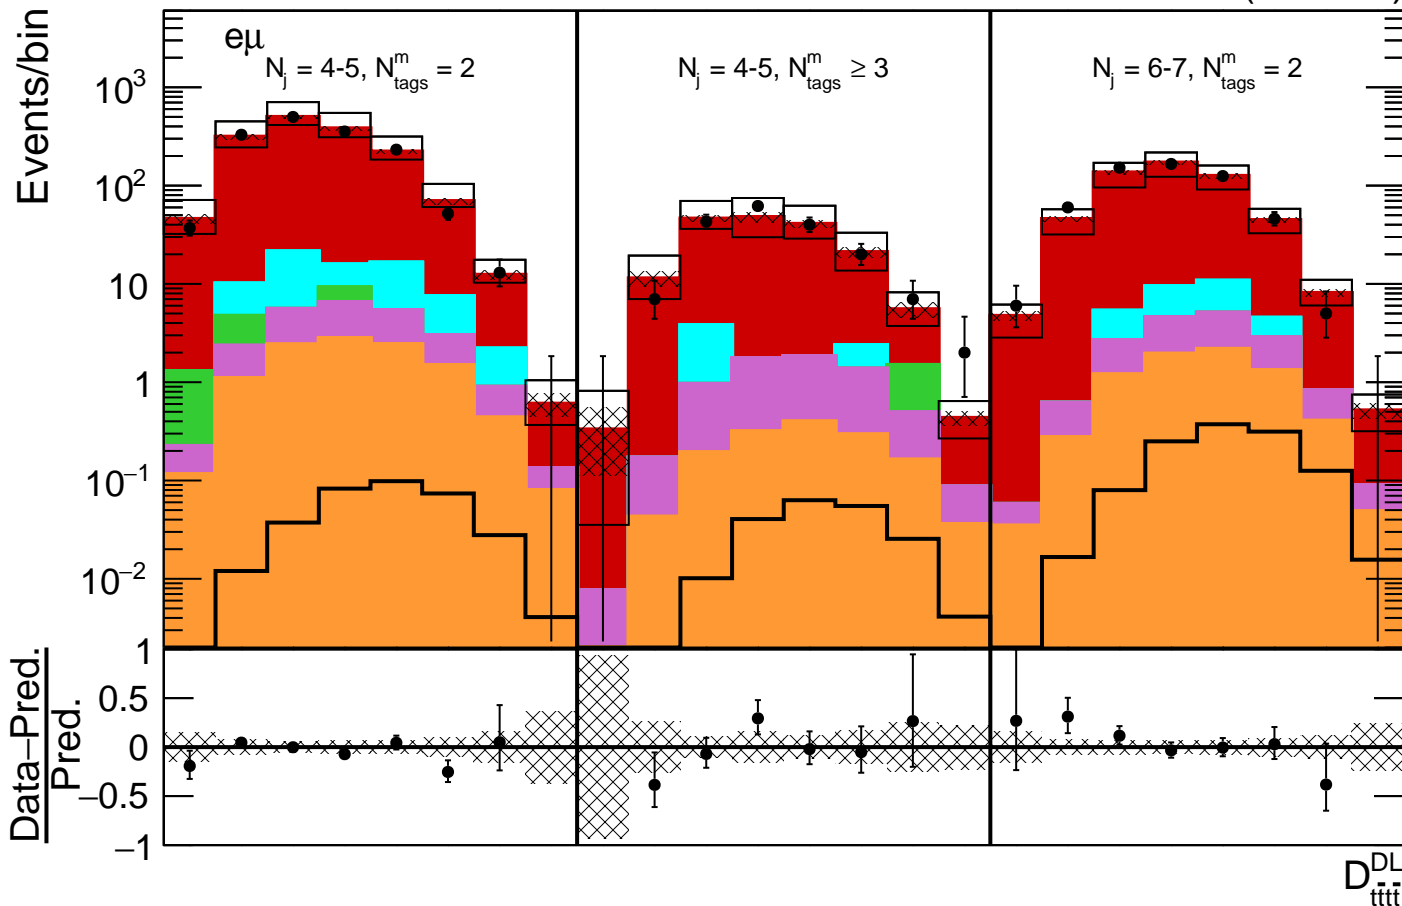 eμ
N_j = 4-5, N^m_tags = 2
N_j = 4-5, N^m_tags ≥ 3
N_j = 6-7, N^m_tags = 2
Events/bin
10^3
10^2
10
1
10^−1
10^−2
1
1
0.5
0
−0.5
−1
Data−Pred.
Pred.
D^DL_tt̄tt̄